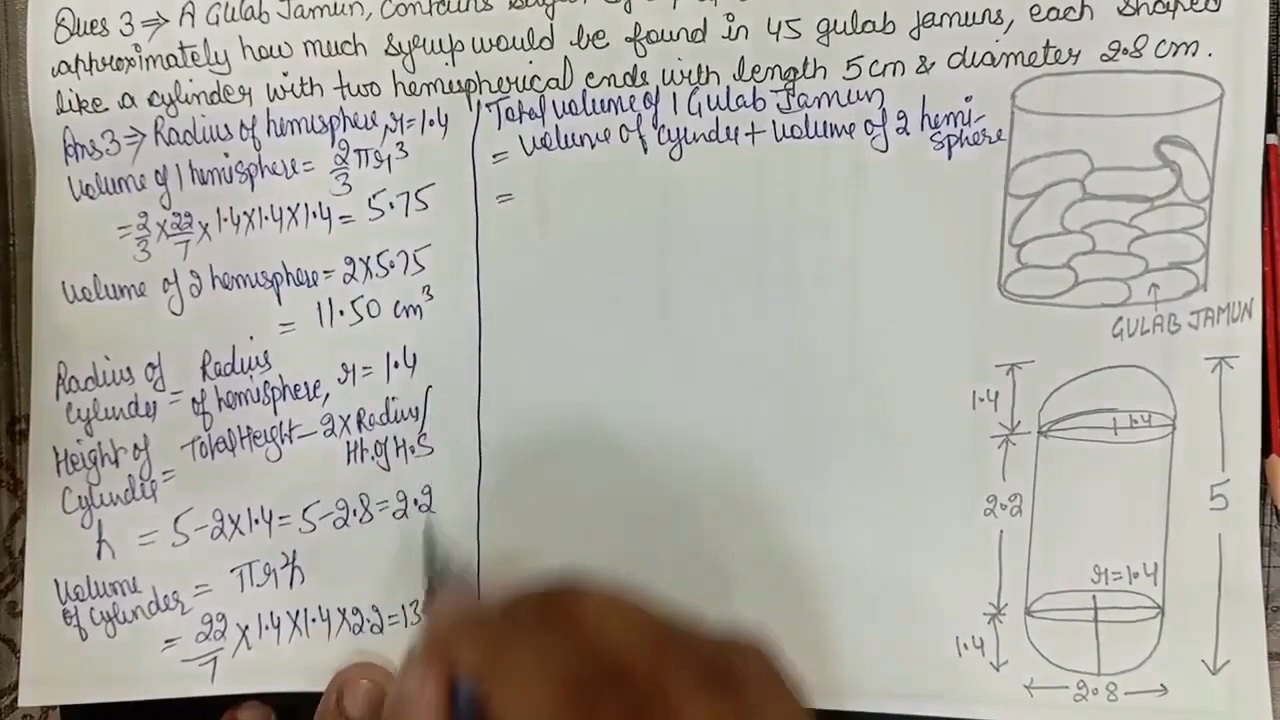 Ques 3 ⇒ A Gulab Jamun, contains
approximately how much syrup would be found in 45 gulab jamuns, each shaped
like a cylinder with two hemispherical ends with length 5cm & diameter 2.8 cm.
Ans 3 ⇒ Radius of hemisphere, r = 1.4
Volume of 1 hemisphere = 2/3 πr³
= 2/3 × 22/7 × 1.4 × 1.4 × 1.4 = 5.75
Volume of 2 hemisphere = 2 × 5.75
= 11.50 cm³
Radius of cylinder = Radius of hemisphere, r = 1.4
Height of Cylinder = Total Height – 2 × Radius/ Ht. of H.S
h = 5 – 2 × 1.4 = 5 – 2.8 = 2.2
Volume of cylinder = πr²h
= 22/7 × 1.4 × 1.4 × 2.2 = 13
Total volume of 1 Gulab Jamun
= Volume of cylinder + Volume of 2 hemi-
sphere
=
GULAB JAMUN
1.4
1.4
2.2
5
r = 1.4
1.4
2.8